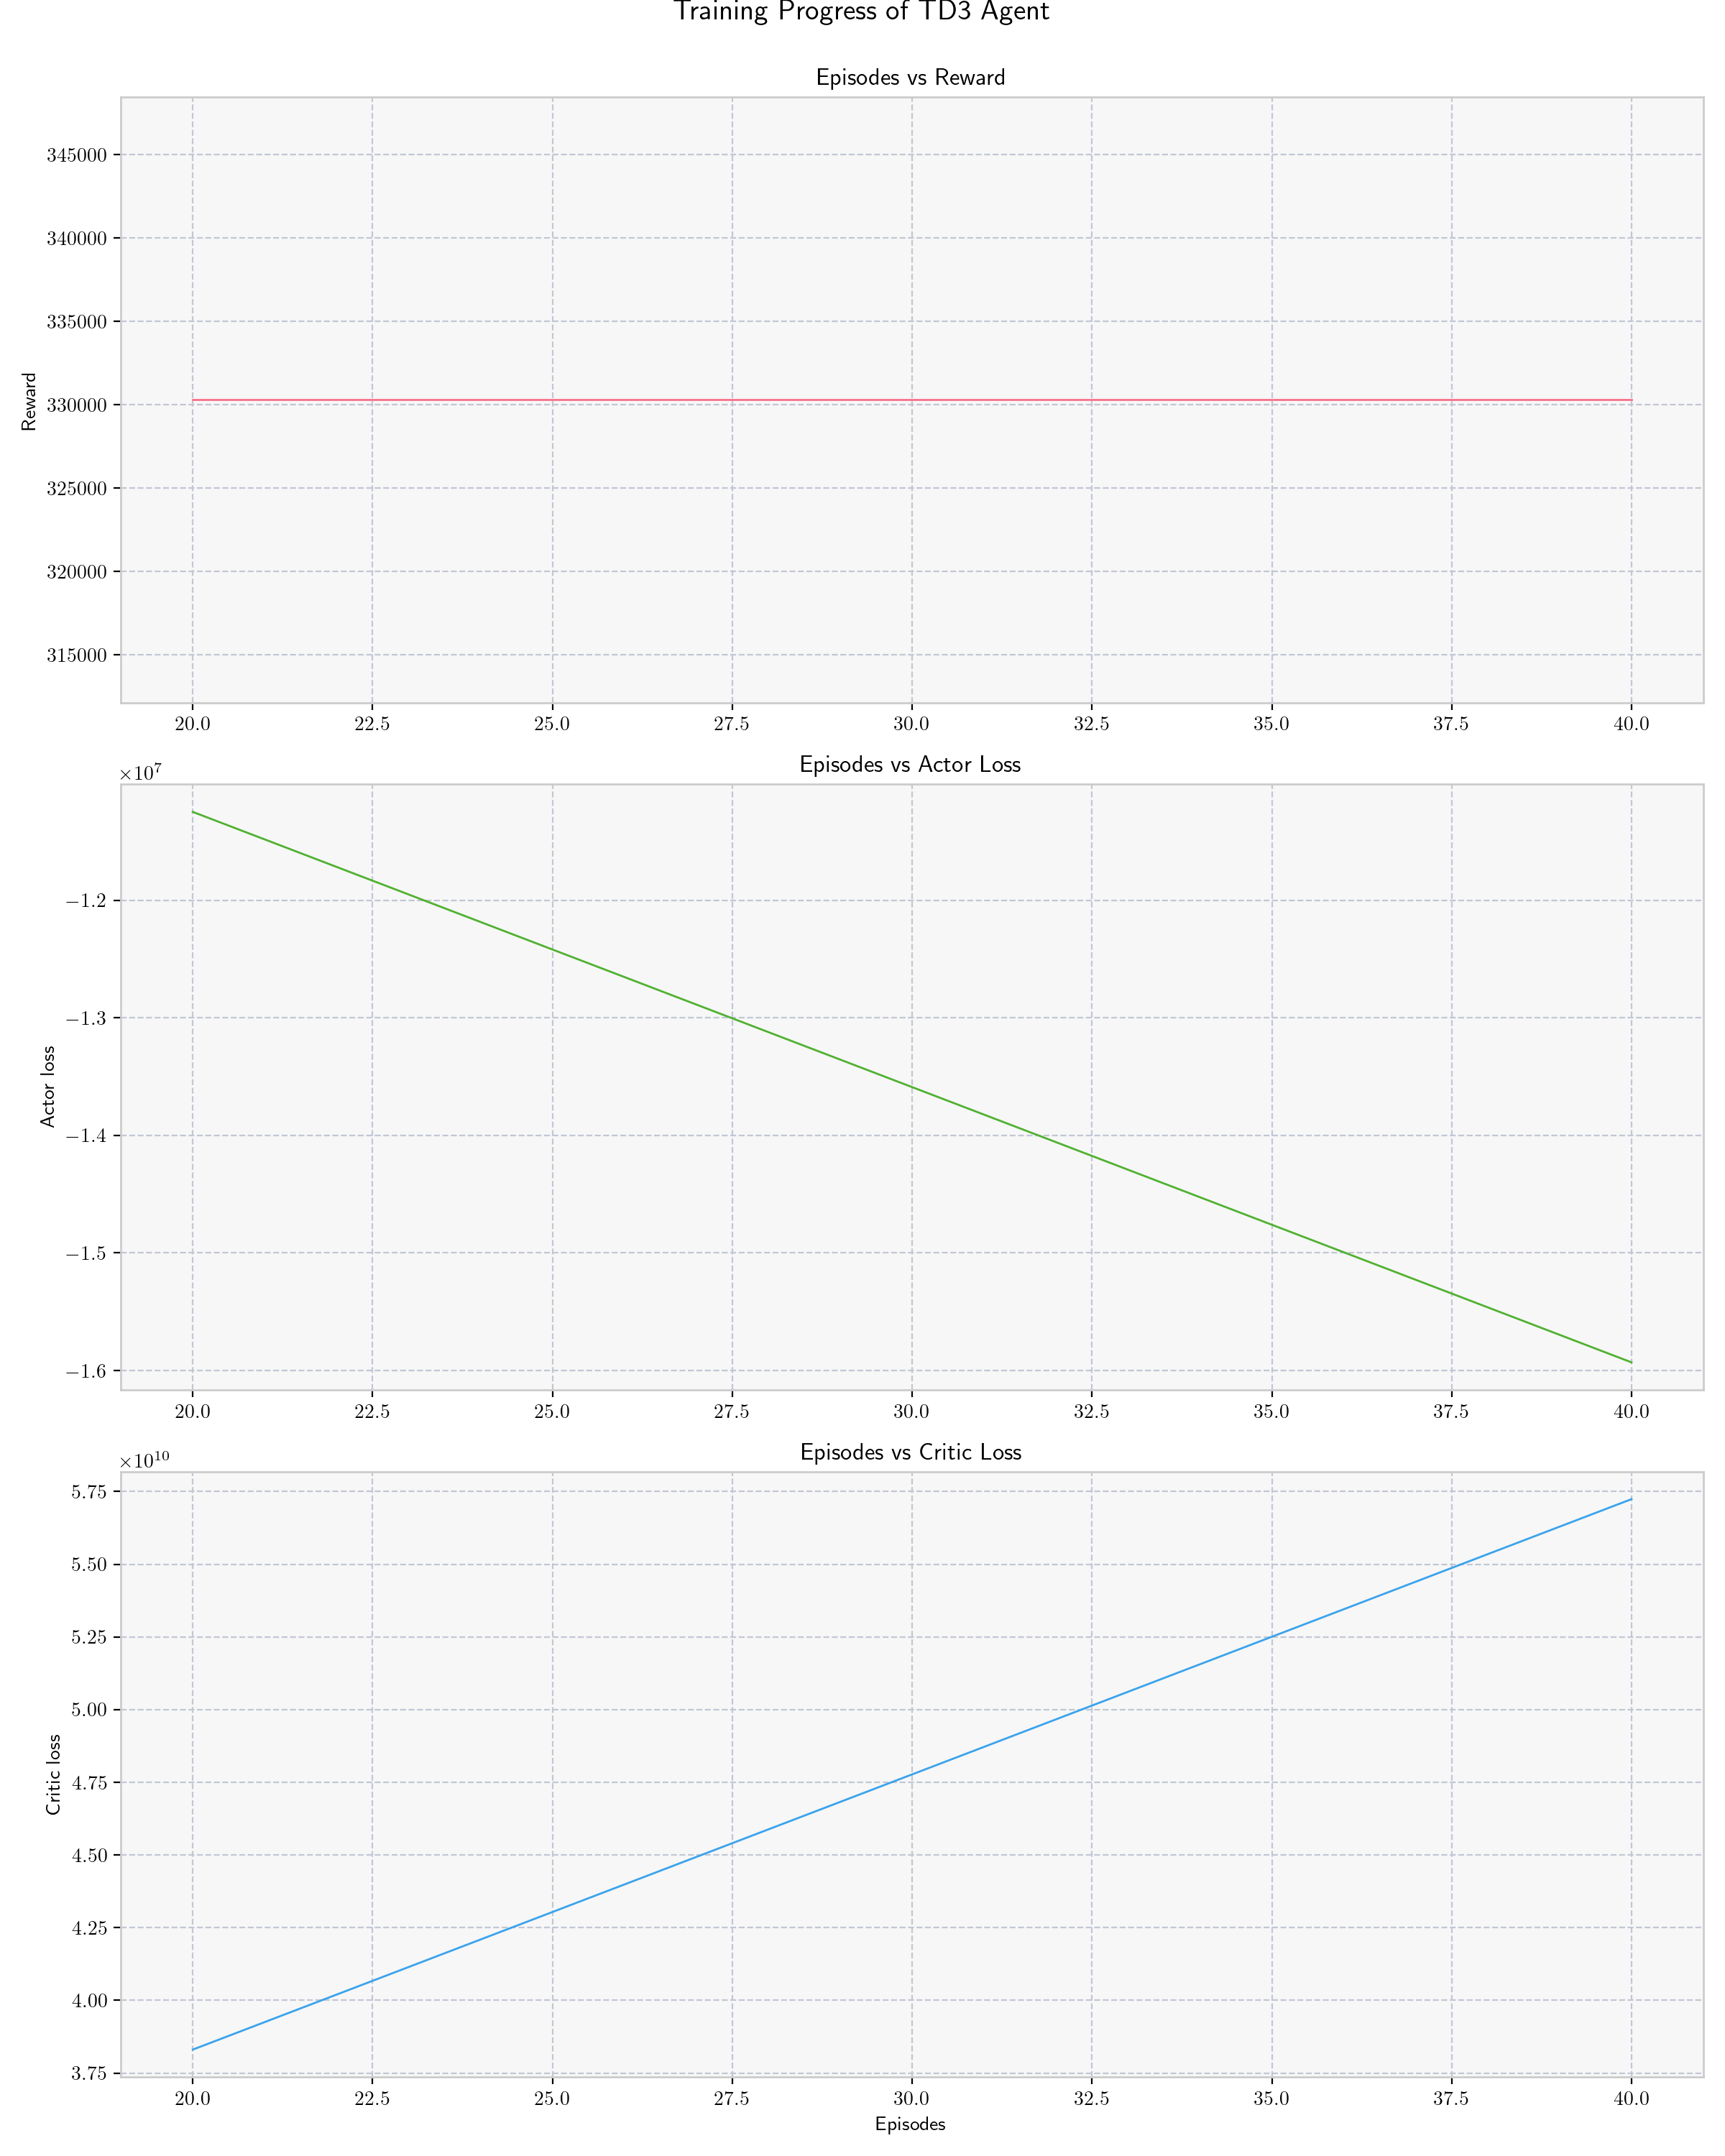 Training Progress of TD3 Agent
Episodes vs Reward
345000
340000
335000
330000
325000
320000
315000
Reward
20.0 22.5 25.0 27.5 30.0 32.5 35.0 37.5 40.0
Episodes vs Actor Loss
×10⁷
−1.2
−1.3
−1.4
−1.5
−1.6
Actor loss
20.0 22.5 25.0 27.5 30.0 32.5 35.0 37.5 40.0
Episodes vs Critic Loss
×10¹⁰
5.75
5.50
5.25
5.00
4.75
4.50
4.25
4.00
3.75
Critic loss
20.0 22.5 25.0 27.5 30.0 32.5 35.0 37.5 40.0
Episodes